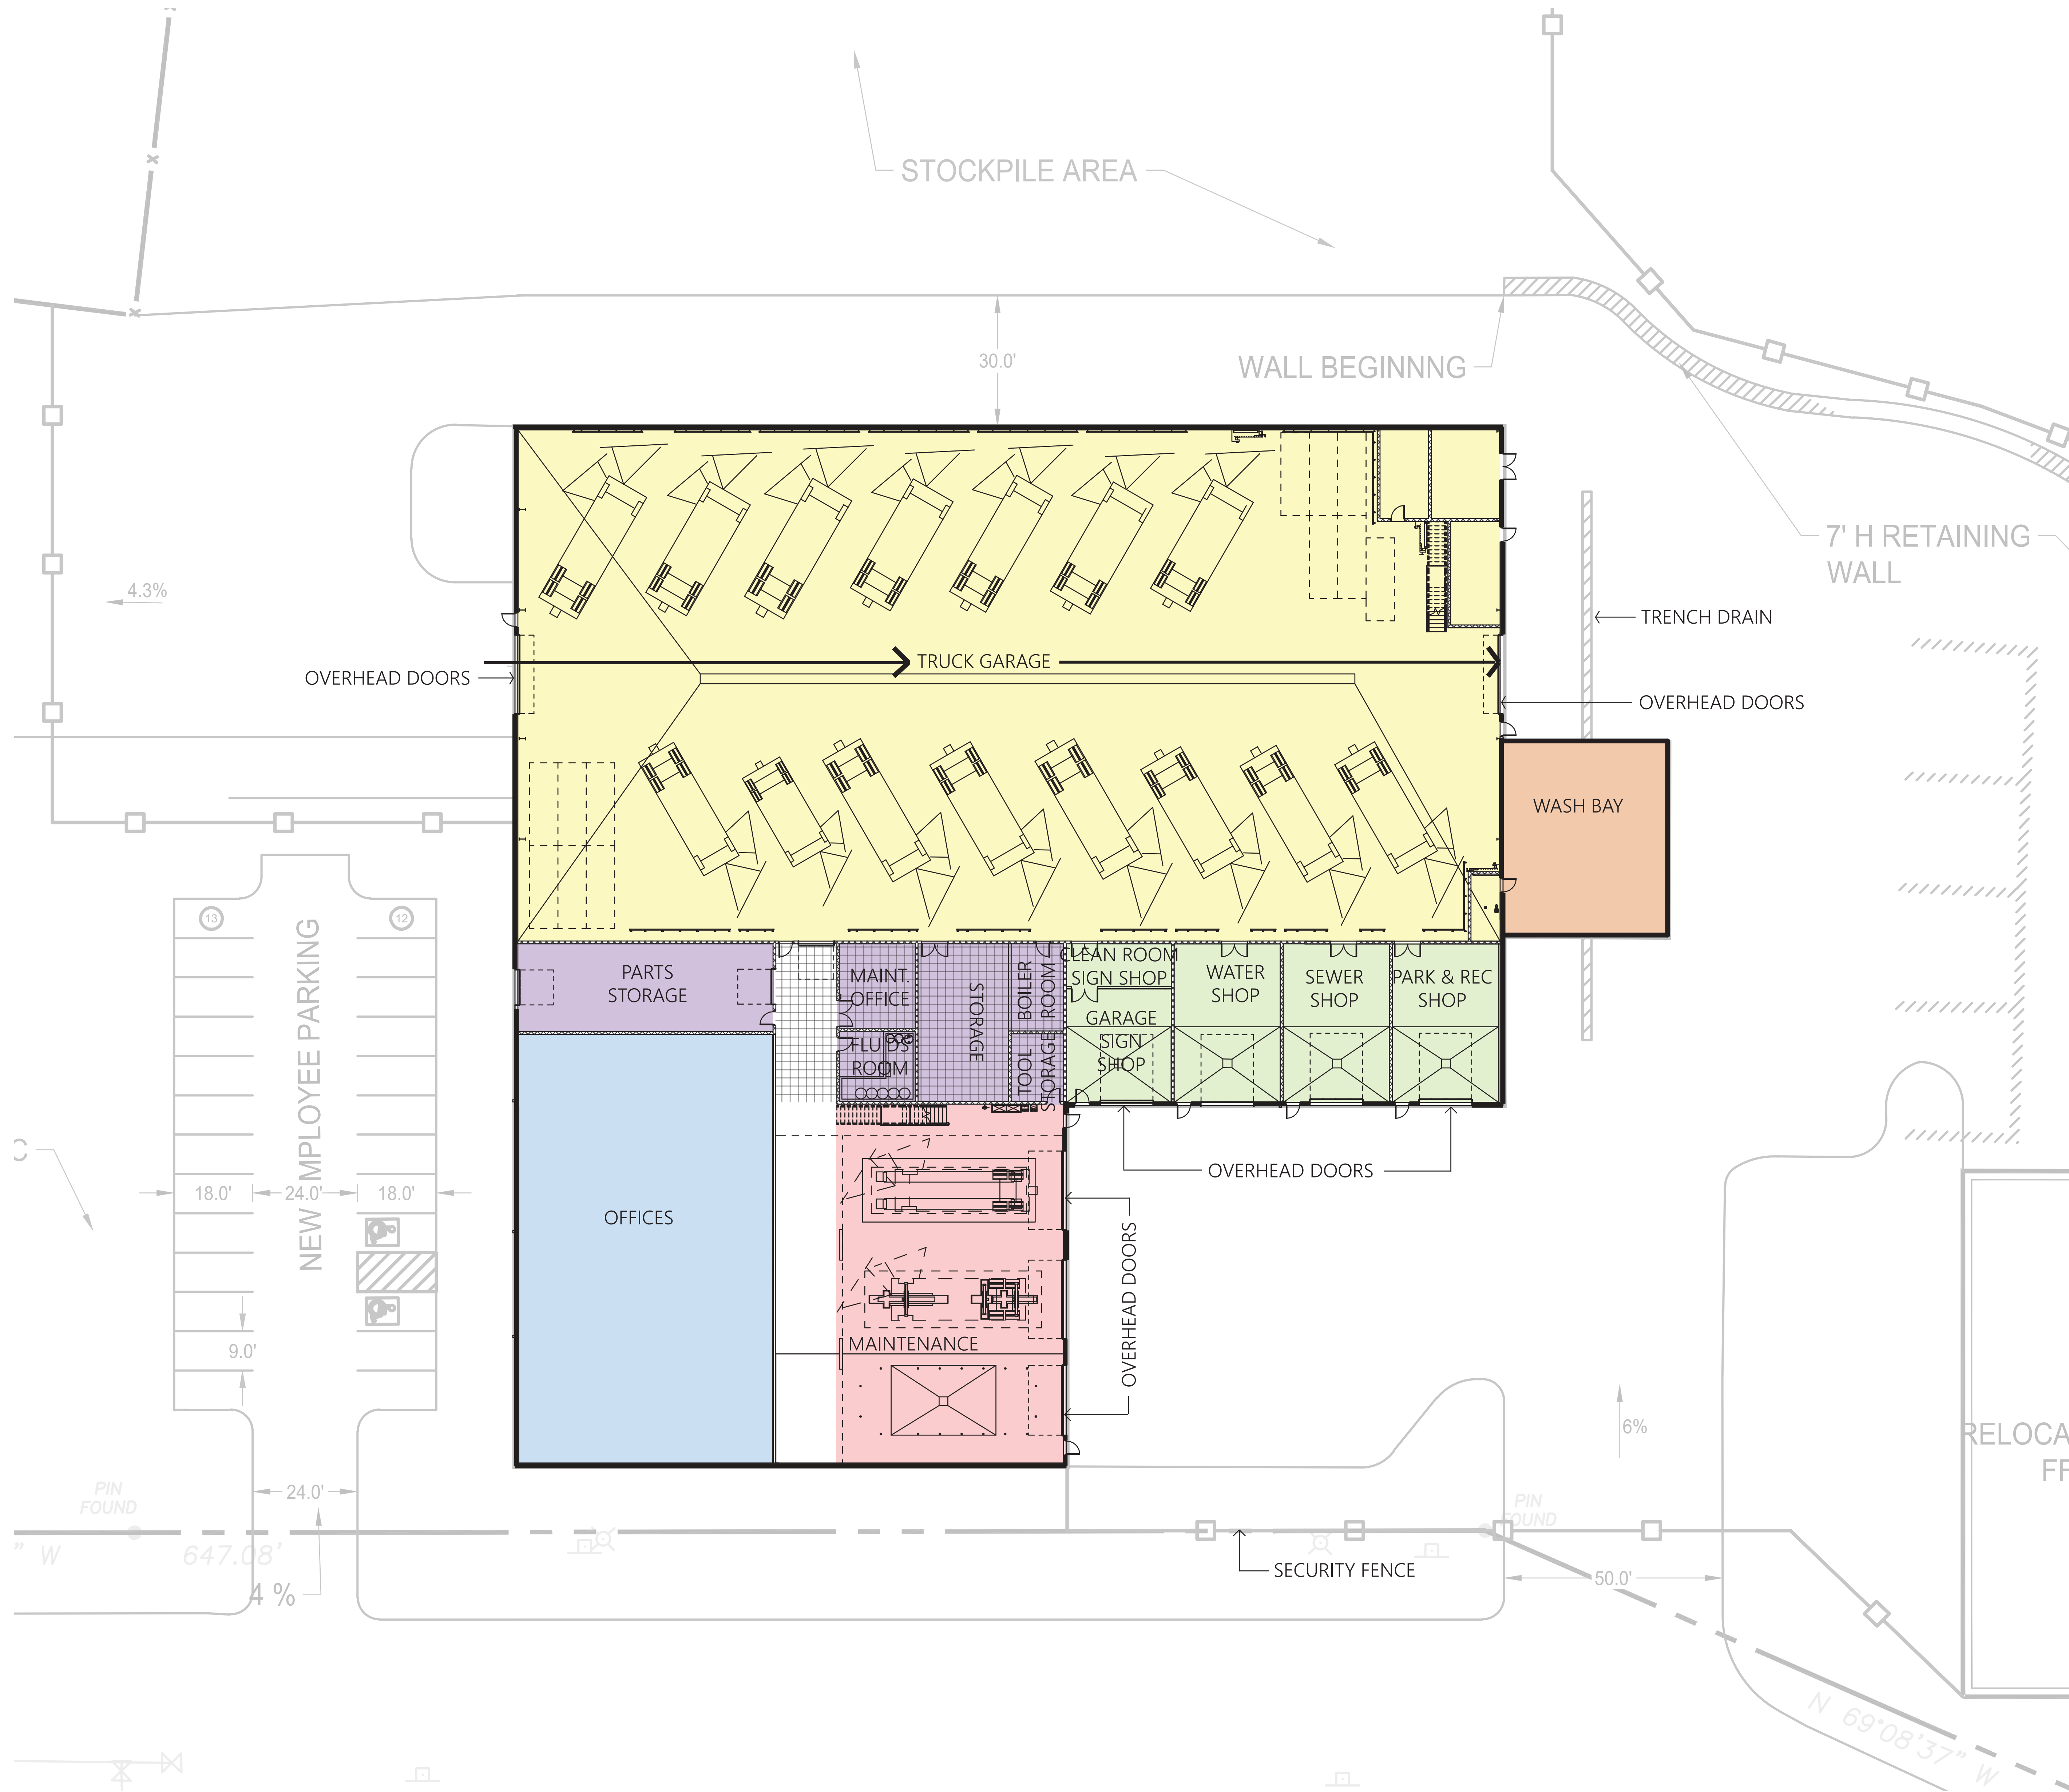 STOCKPILE AREA
30.0'
WALL BEGINNNG
7' H RETAINING
WALL
4.3%
TRENCH DRAIN
TRUCK GARAGE
OVERHEAD DOORS
OVERHEAD DOORS
WASH BAY
13
12
NEW EMPLOYEE PARKING
PARTS
STORAGE
MAINT.
OFFICE
FLUIDS
ROOM
STORAGE
BOILER
ROOM
TOOL
STORAGE
CLEAN ROOM
SIGN SHOP
GARAGE
SIGN
SHOP
WATER
SHOP
SEWER
SHOP
PARK & REC
SHOP
C
OVERHEAD DOORS
18.0'
24.0'
18.0'
OFFICES
OVERHEAD DOORS
MAINTENANCE
9.0'
6%
RELOCA
FF
PIN
FOUND
24.0'
PIN
FOUND
" W
647.08'
4 %
SECURITY FENCE
50.0'
N 69°08'37" W